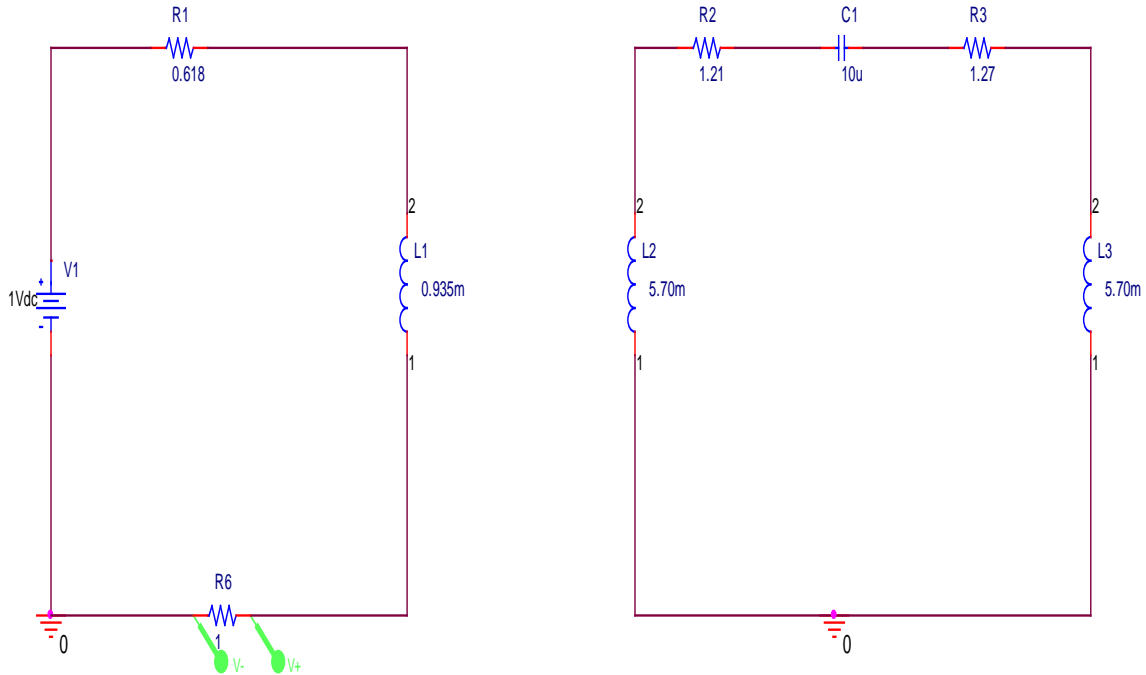 R1
0.618
R2
1.21
C1
10u
R3
1.27
2
L1
0.935m
1
2
L2
5.70m
1
2
L3
5.70m
1
V1
+
1Vdc
-
R6
1
V-
V+
0
0